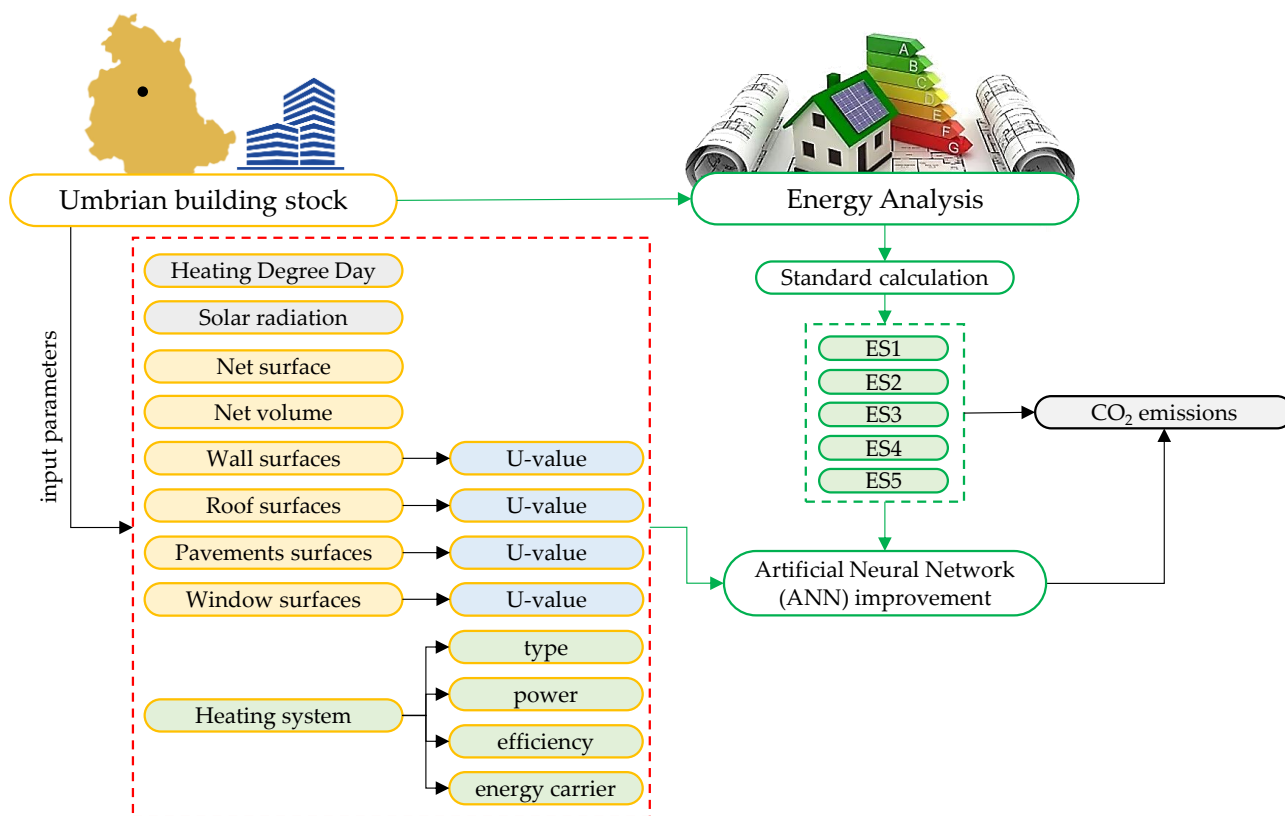 A
B
C
D
E
F
G
Umbrian building stock
Energy Analysis
input parameters
Heating Degree Day
Solar radiation
Net surface
Net volume
Wall surfaces
U-value
Roof surfaces
U-value
Pavements surfaces
U-value
Window surfaces
U-value
Heating system
type
power
efficiency
energy carrier
Standard calculation
ES1
ES2
ES3
ES4
ES5
CO₂ emissions
Artificial Neural Network
(ANN) improvement